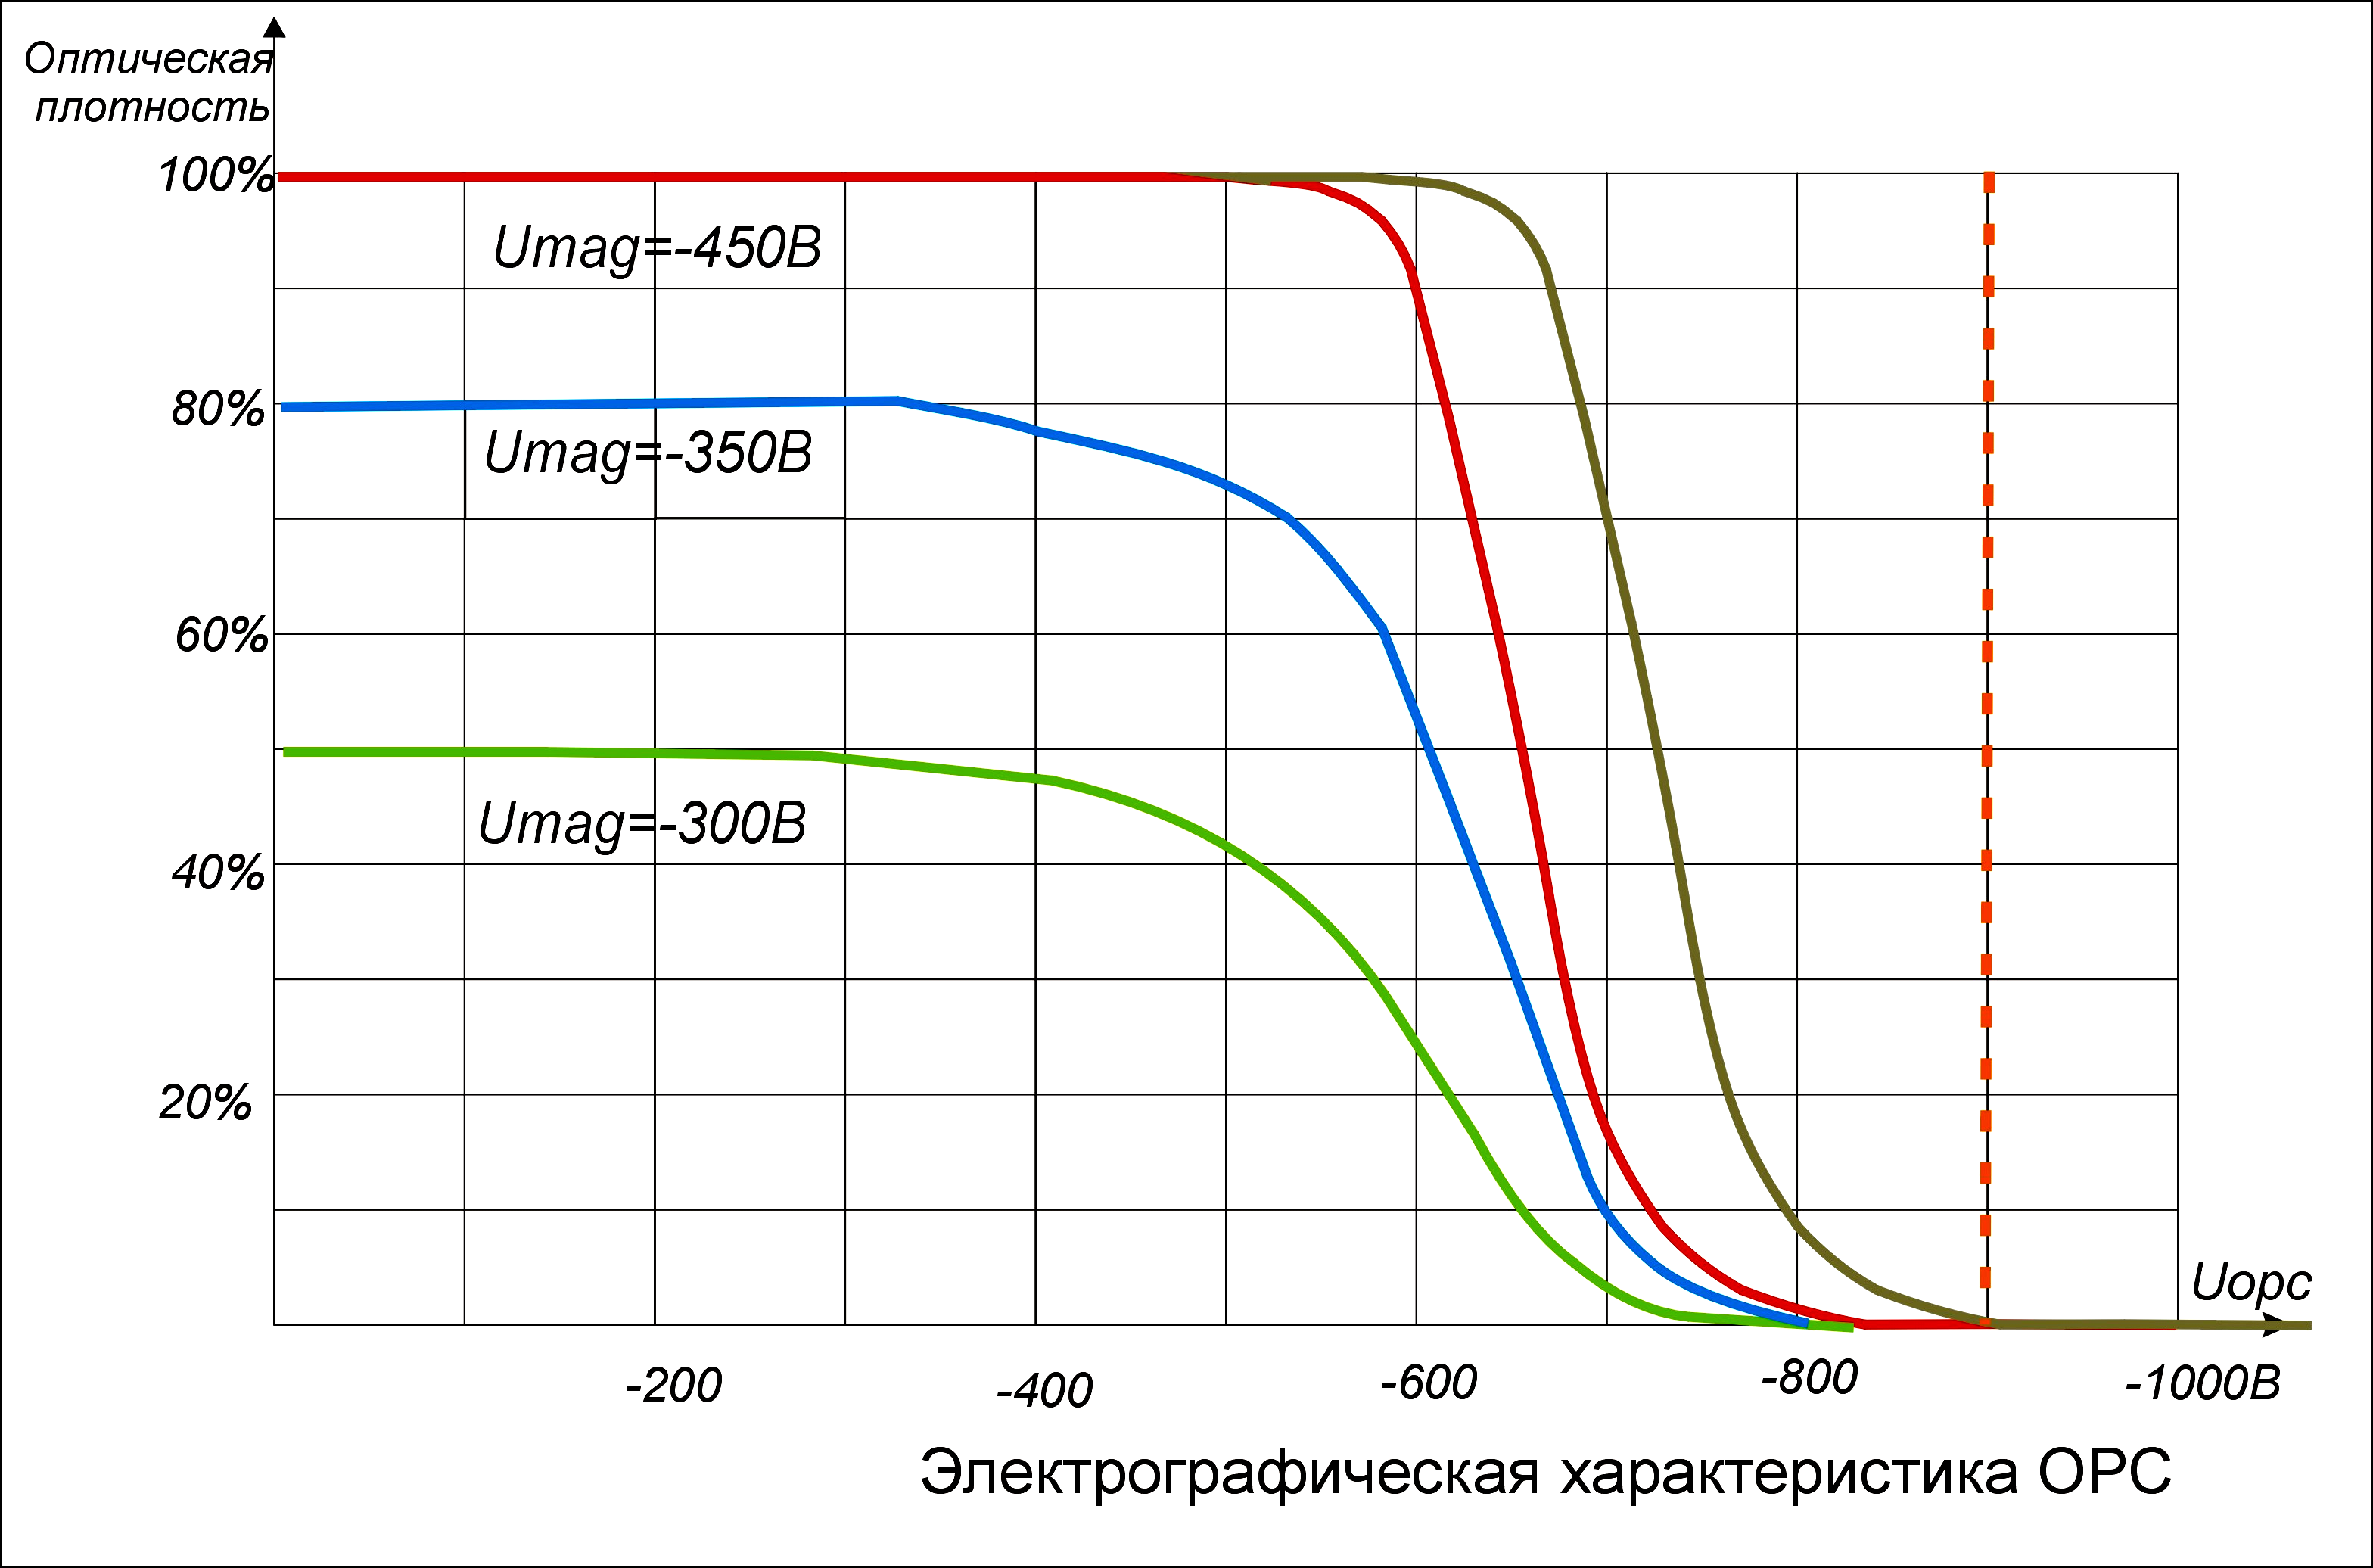 Оптическая
плотность
100%
Umag=-450В
80%
Umag=-350В
60%
Umag=-300В
40%
20%
Uopc
-200
-400
-600
-800
-1000В
Электрографическая характеристика OPC